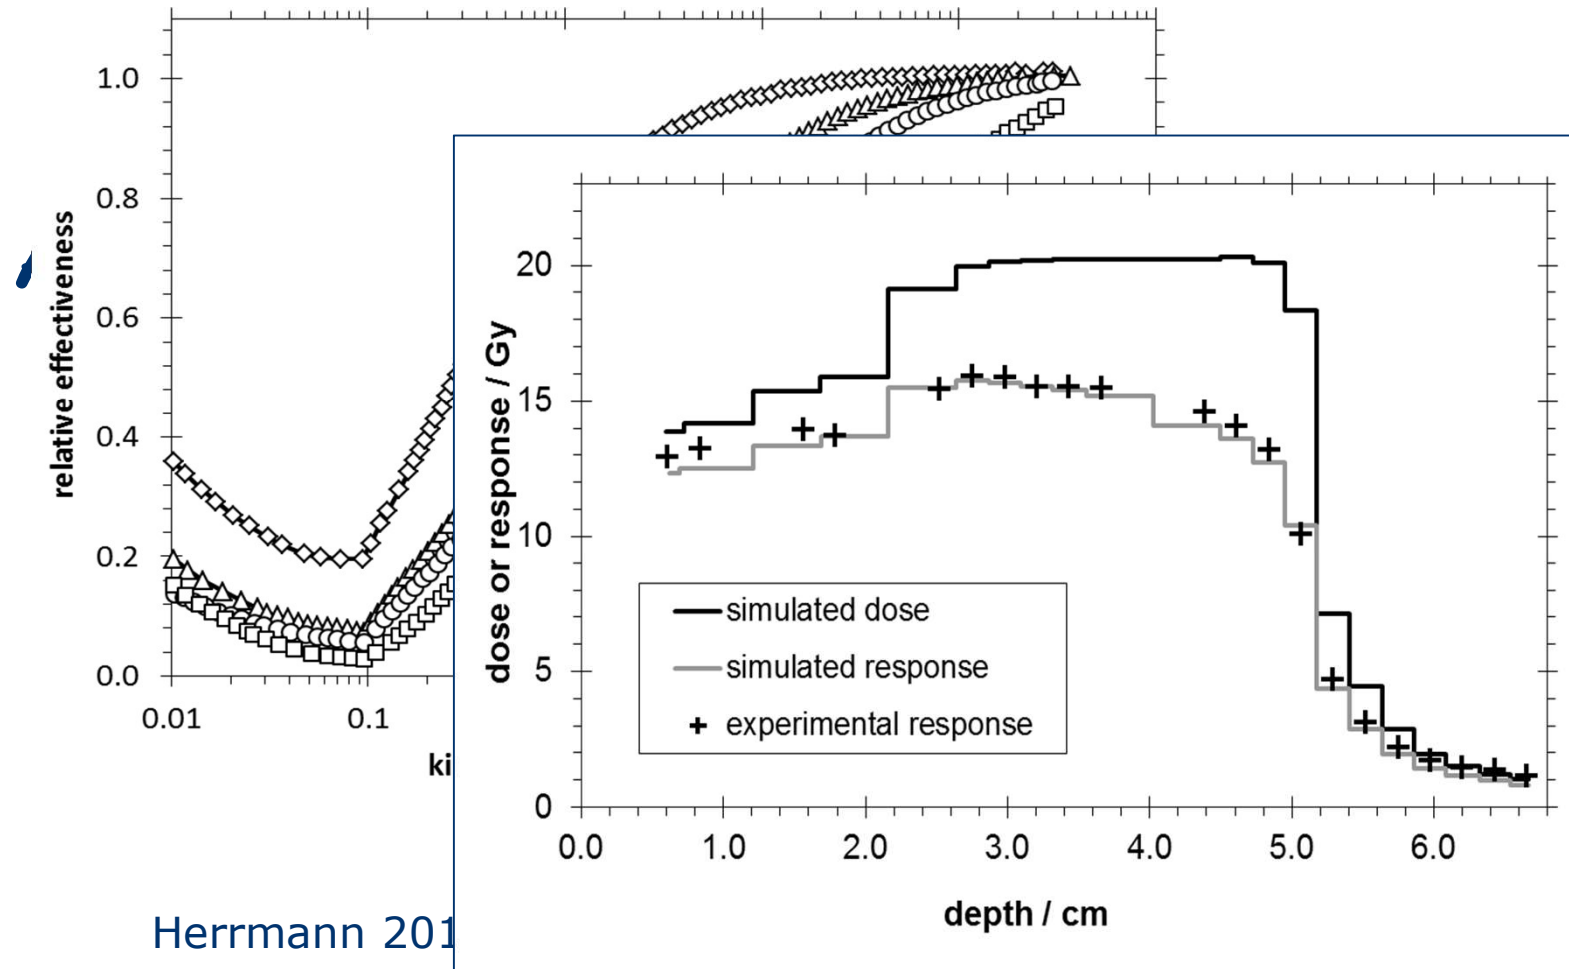 1.0
0.8
0.6
0.4
0.2
0.0
relative effectiveness
0.01
0.1
ki
Herrmann 201
20
15
10
5
0
dose or response / Gy
simulated dose
simulated response
experimental response
0.0
1.0
2.0
3.0
4.0
5.0
6.0
depth / cm